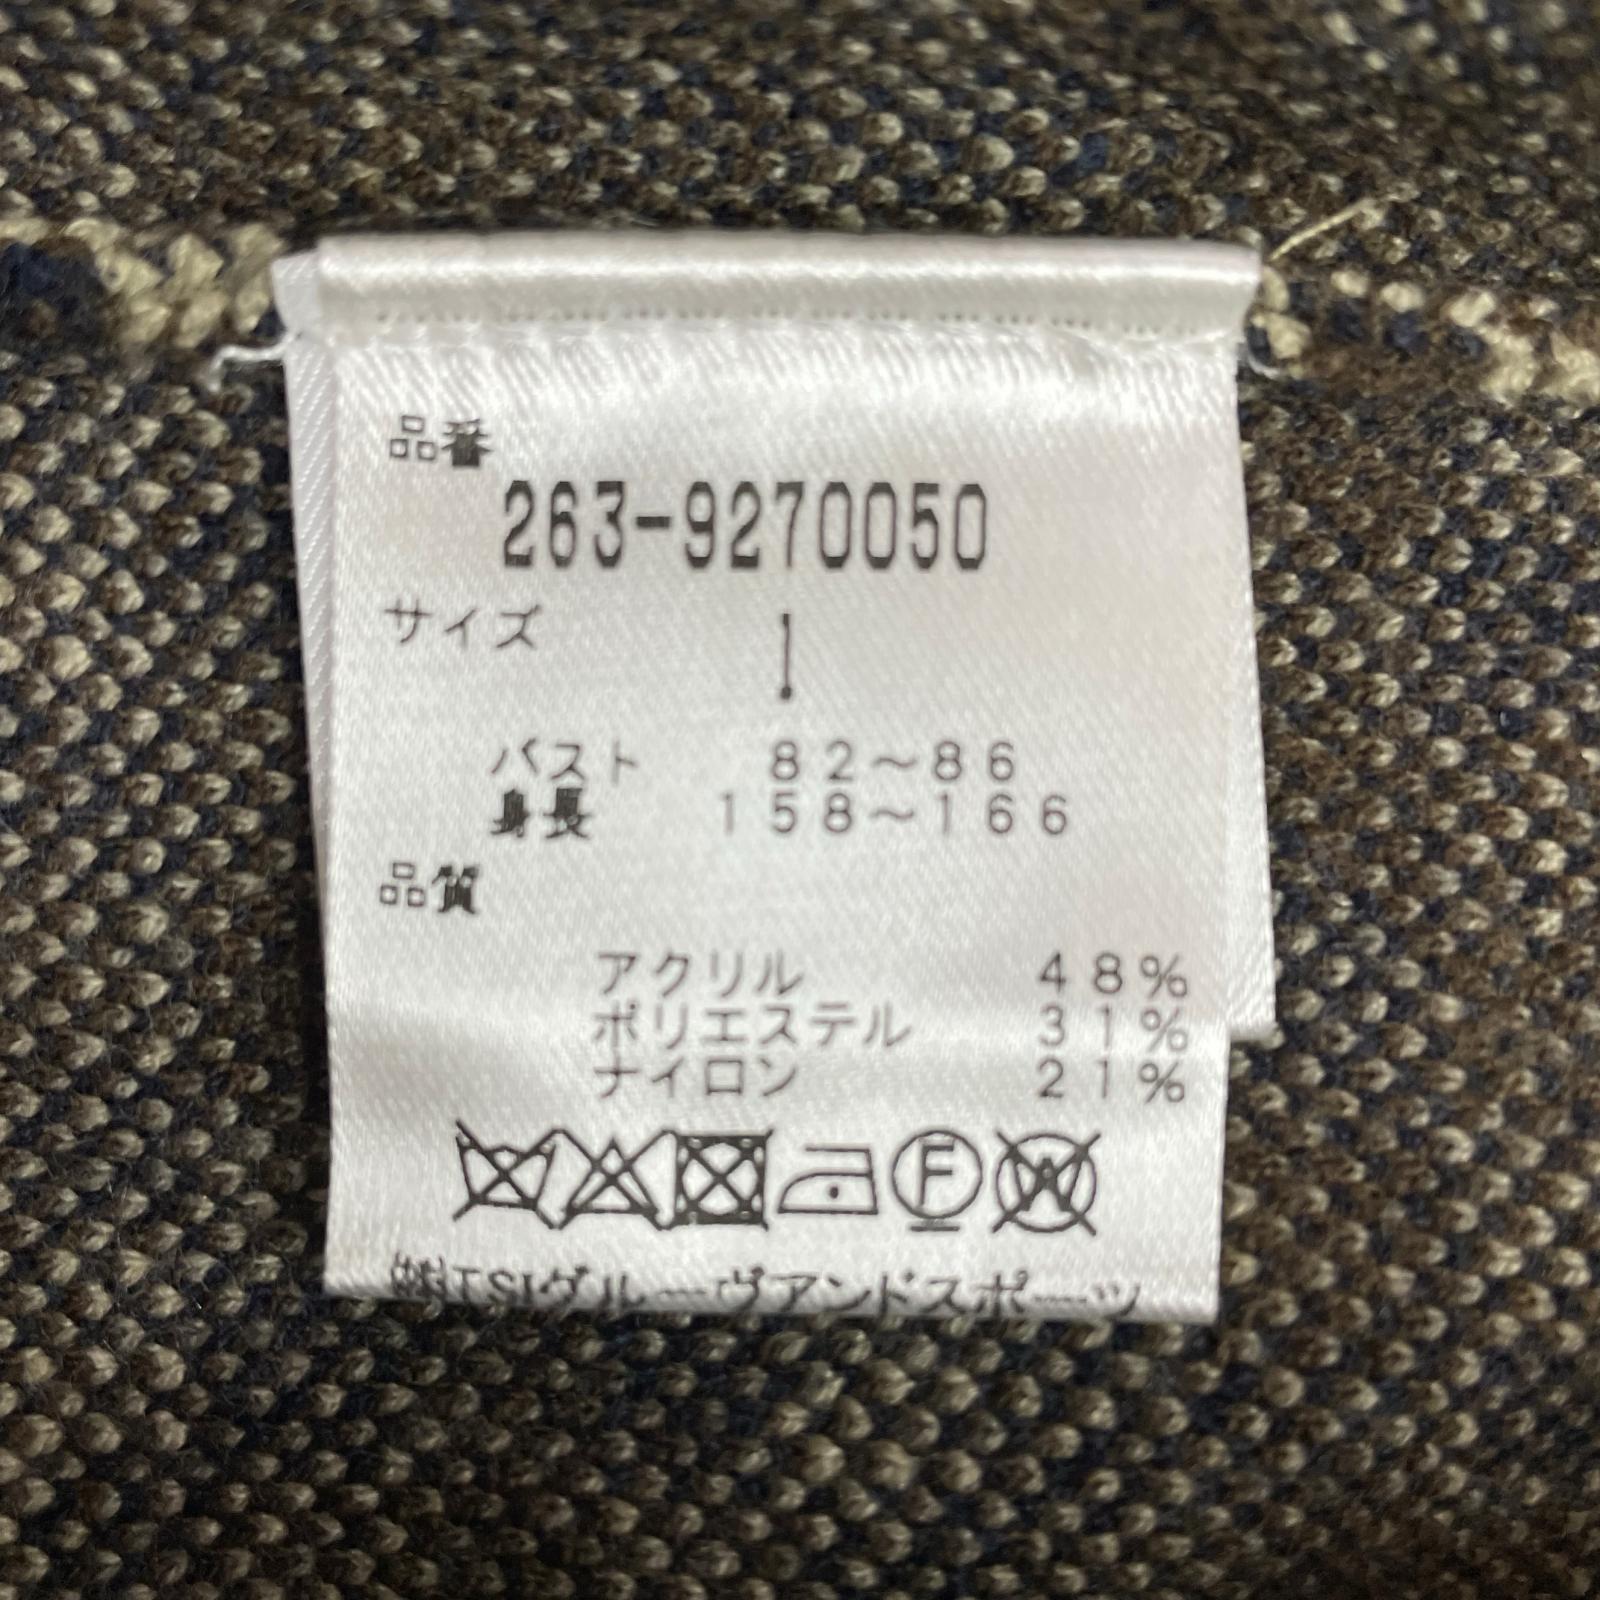 品番
263-9270050
サイズ 1
バスト 82～86
身長 158～166
品質
アクリル 48%
ポリエステル 31%
ナイロン 21%
F W
㈱TSIグルーヴアンドスポーツ